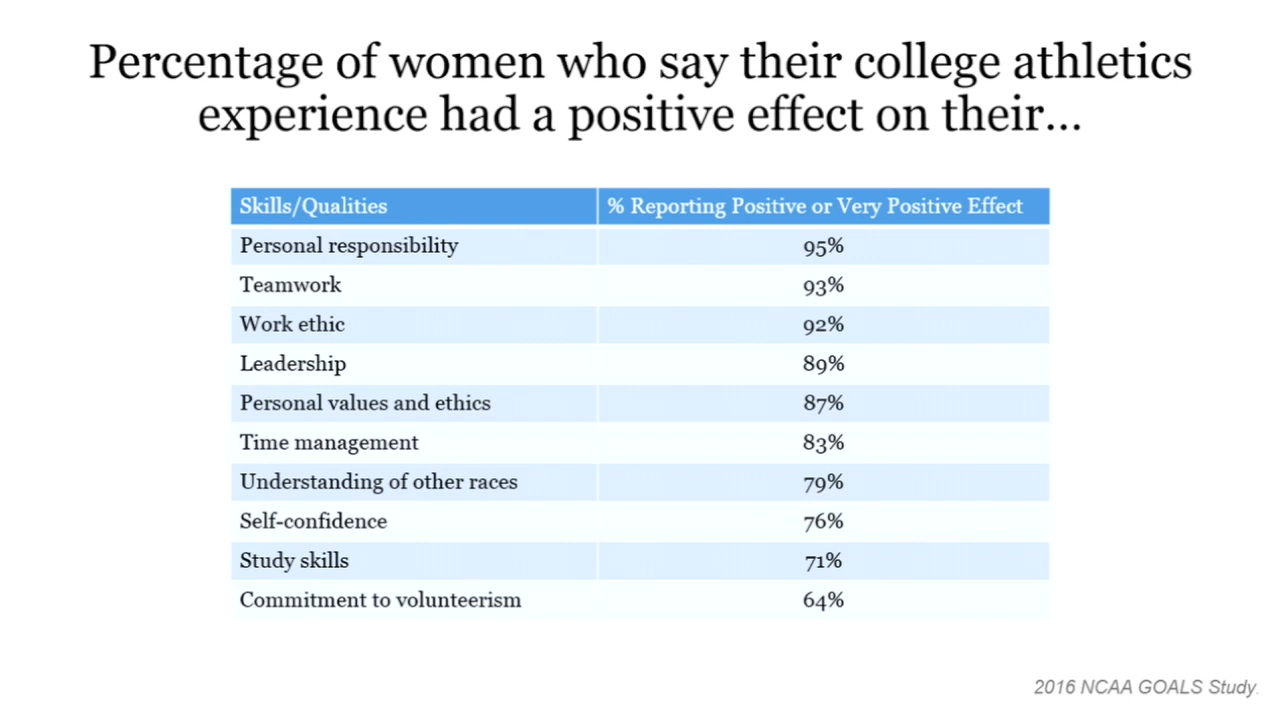 Percentage of women who say their college athletics
experience had a positive effect on their...
Skills/Qualities % Reporting Positive or Very Positive Effect
Personal responsibility 95%
Teamwork 93%
Work ethic 92%
Leadership 89%
Personal values and ethics 87%
Time management 83%
Understanding of other races 79%
Self-confidence 76%
Study skills 71%
Commitment to volunteerism 64%
2016 NCAA GOALS Study.